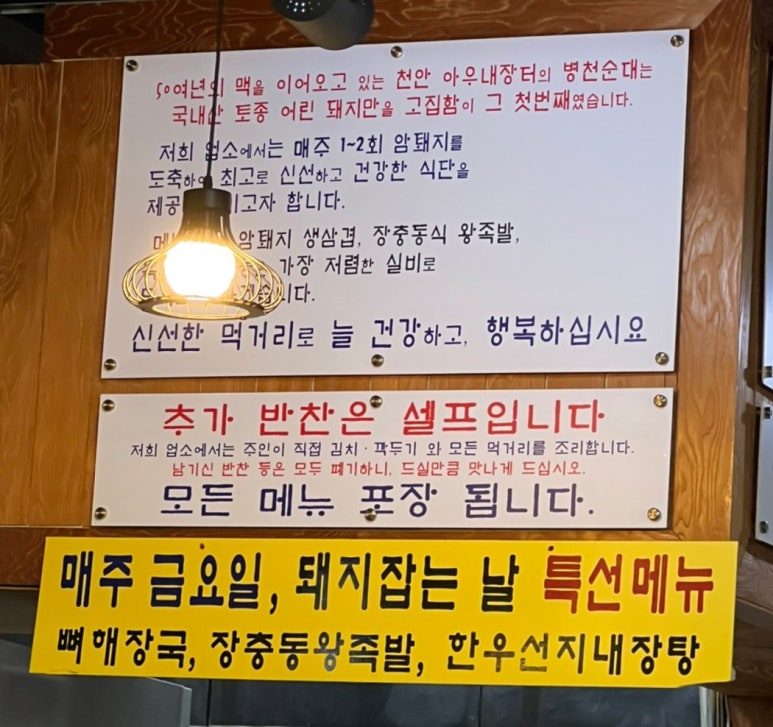 50여년의 맥을 이어오고 있는 천안 아우내장터의 병천순대는
국내산 토종 어린 돼지만을 고집함이 그 첫번째였습니다.
저희 업소에서는 매주 1~2회 암퇘지를
도축하여 최고로 신선하고 건강한 식단을
합니다.
암퇘지 생삼겹, 장충동식 왕족발,
가장 저렴한 실비로
신선한 먹거리로 늘 건강하고, 행복하십시요
추가 반찬은 셀프입니다
저희 업소에서는 주인이 직접 김치·깍두기 와 모든 먹거리를 조리합니다.
남기신 반찬 등은 모두 폐기하니, 드실만큼 맛나게 드십시오.
모든 메뉴 포장 됩니다.
매주 금요일, 돼지잡는 날 특선메뉴
뼈해장국, 장충동왕족발, 한우선지내장탕